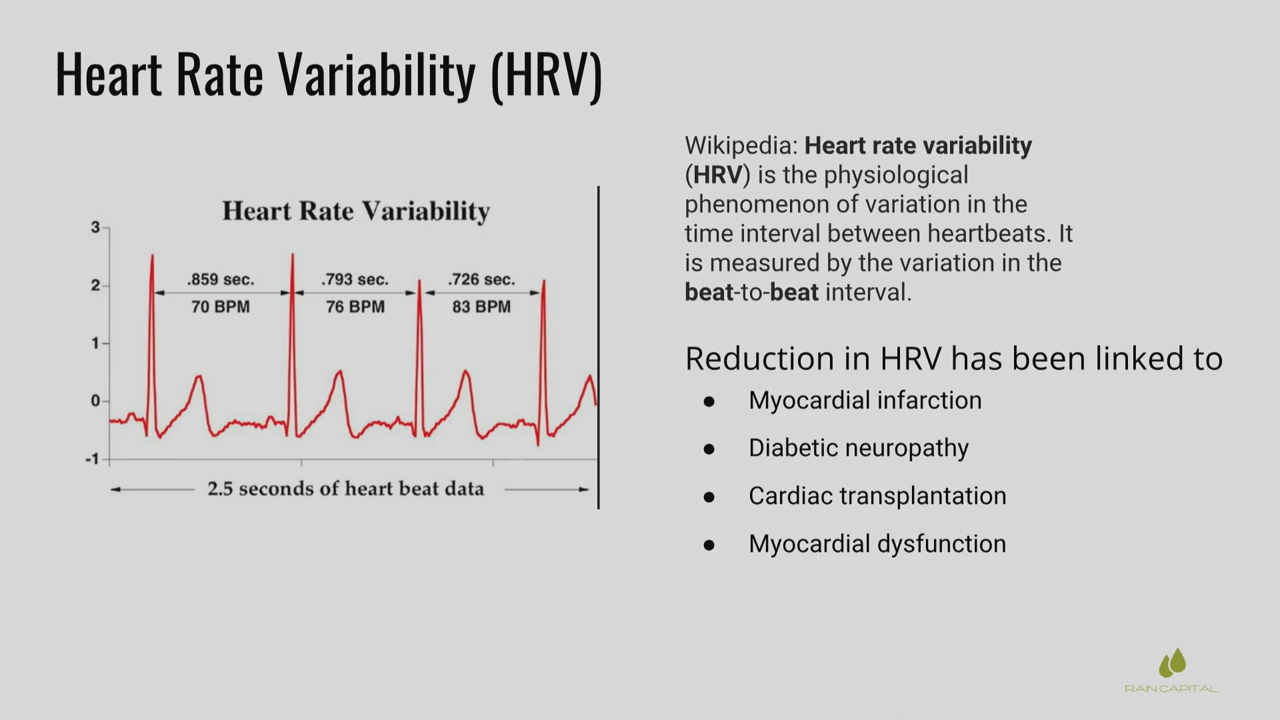 Heart Rate Variability (HRV)
Heart Rate Variability
3
2
1
0
-1
.859 sec.
.793 sec.
.726 sec.
70 BPM
76 BPM
83 BPM
2.5 seconds of heart beat data
Wikipedia: Heart rate variability
(HRV) is the physiological
phenomenon of variation in the
time interval between heartbeats. It
is measured by the variation in the
beat-to-beat interval.
Reduction in HRV has been linked to
● Myocardial infarction
● Diabetic neuropathy
● Cardiac transplantation
● Myocardial dysfunction
RAIN CAPITAL